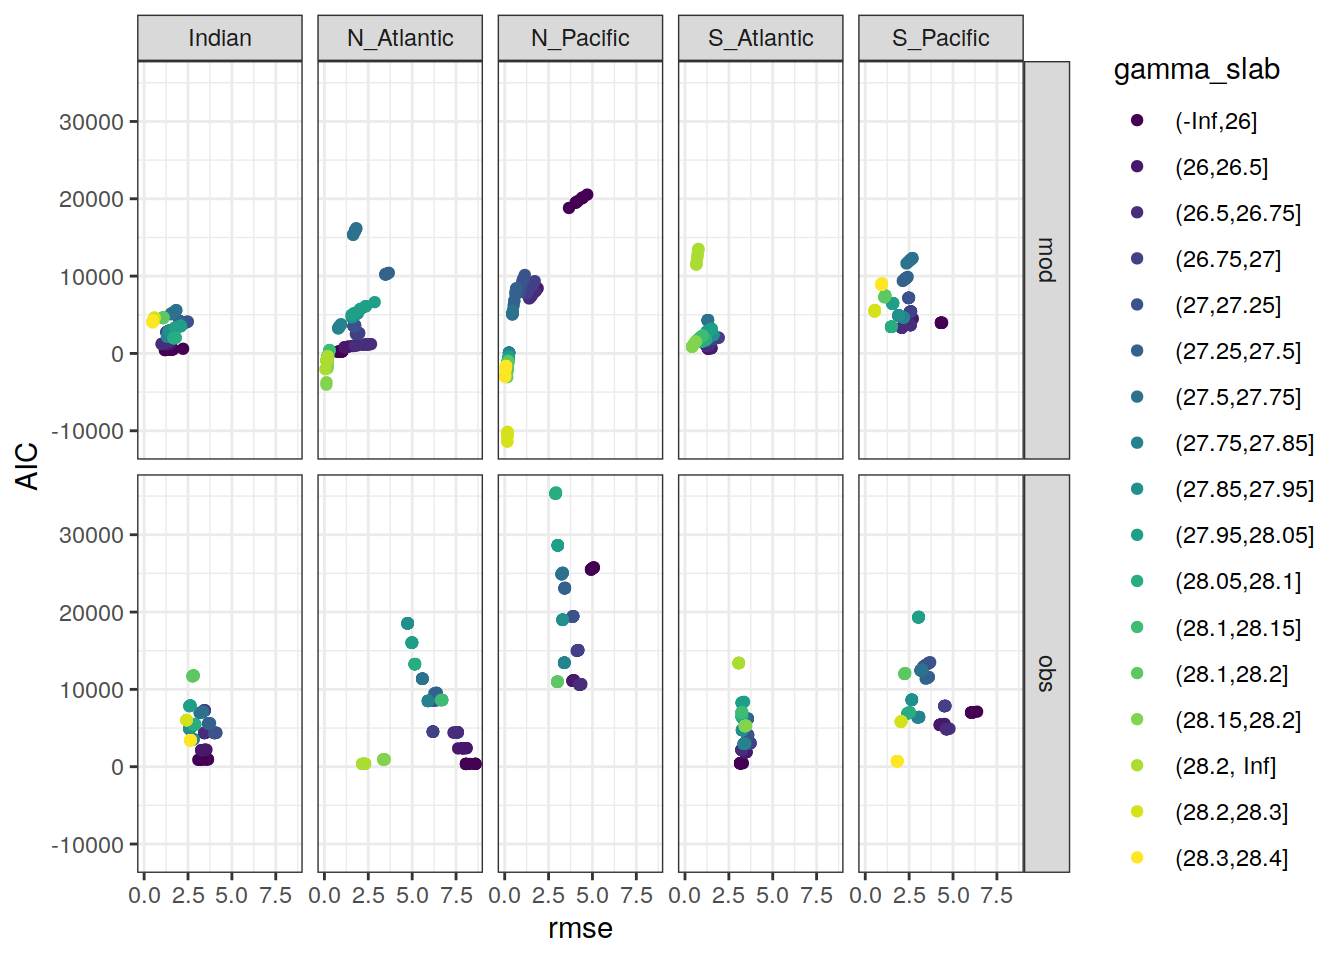 Indian N_Atlantic N_Pacific S_Atlantic S_Pacific
gamma_slab
(-Inf,26]
(26,26.5]
(26.5,26.75]
(26.75,27]
(27,27.25]
(27.25,27.5]
(27.5,27.75]
(27.75,27.85]
(27.85,27.95]
(27.95,28.05]
(28.05,28.1]
(28.1,28.15]
(28.1,28.2]
(28.15,28.2]
(28.2, Inf]
(28.2,28.3]
(28.3,28.4]
mod
obs
AIC
30000
20000
10000
0
-10000
30000
20000
10000
0
-10000
0.0 2.5 5.0 7.5 0.0 2.5 5.0 7.5 0.0 2.5 5.0 7.5 0.0 2.5 5.0 7.5 0.0 2.5 5.0 7.5
rmse